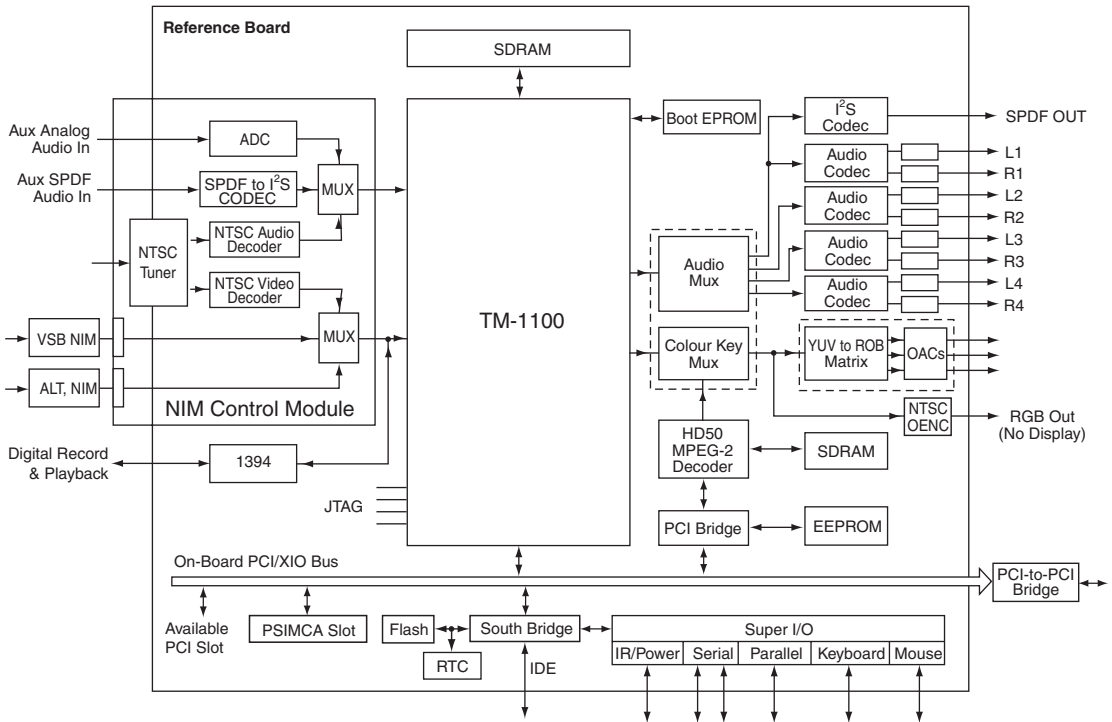 Reference Board
SDRAM
Aux Analog
Audio In
ADC
Boot EPROM
I²S
Codec
SPDF OUT
Aux SPDF
Audio In
SPDF to I²S
CODEC
MUX
Audio
Codec
L1
R1
Audio
Codec
L2
R2
NTSC
Tuner
NTSC Audio
Decoder
NTSC Video
Decoder
Audio
Mux
Audio
Codec
L3
R3
Audio
Codec
L4
R4
TM-1100
VSB NIM
MUX
Colour Key
Mux
YUV to ROB
Matrix
OACs
ALT, NIM
NIM Control Module
NTSC
OENC
RGB Out
(No Display)
HD50
MPEG-2
Decoder
SDRAM
Digital Record
& Playback
1394
JTAG
PCI Bridge
EEPROM
On-Board PCI/XIO Bus
PCI-to-PCI
Bridge
Available
PCI Slot
PSIMCA Slot
Flash
South Bridge
Super I/O
RTC
IDE
IR/Power
Serial
Parallel
Keyboard
Mouse